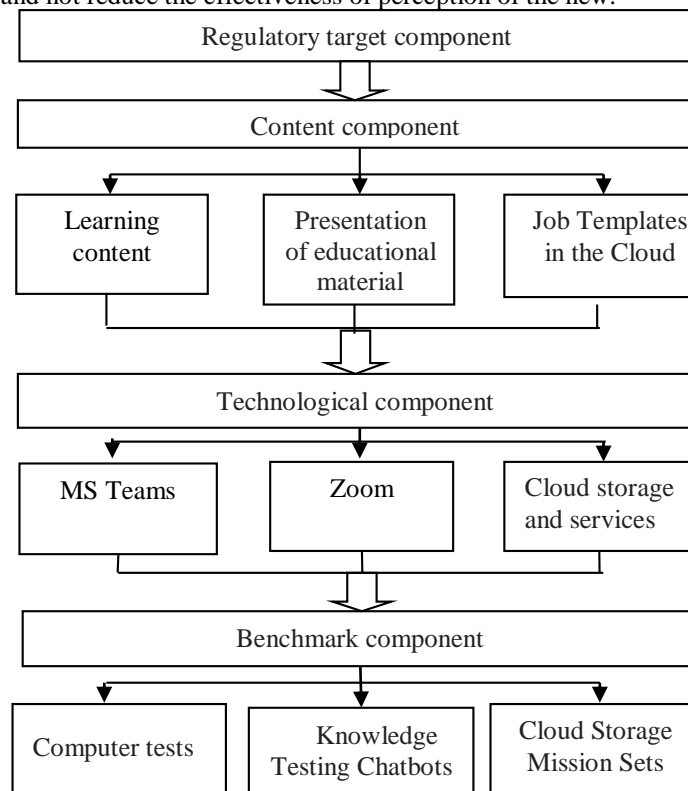 and not reduce the effectiveness of perception of the new.
Regulatory target component
Content component
Learning
content
Presentation
of educational
material
Job Templates
in the Cloud
Technological component
MS Teams
Zoom
Cloud storage
and services
Benchmark component
Computer tests
Knowledge
Testing Chatbots
Cloud Storage
Mission Sets